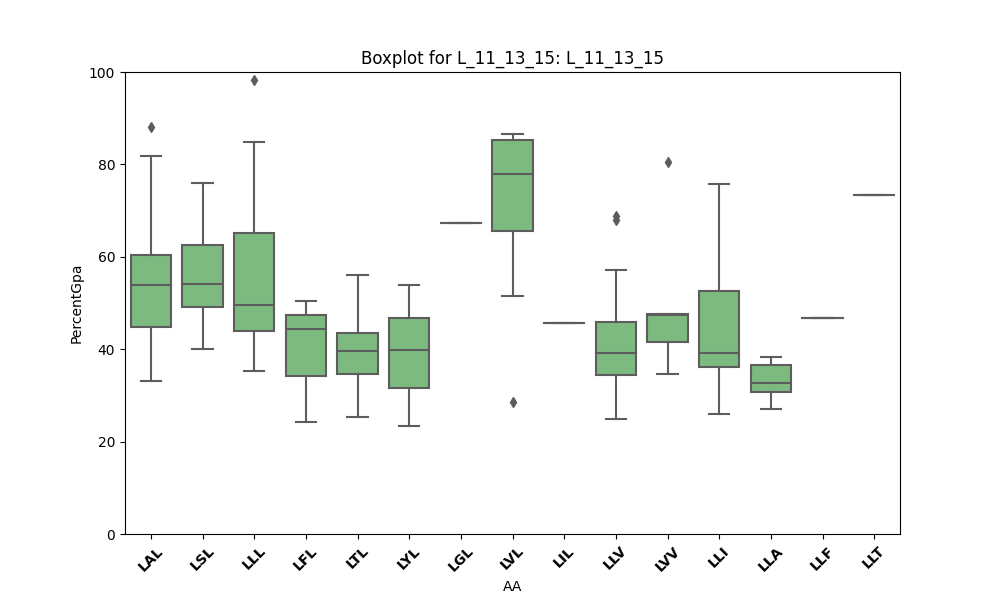 Boxplot for L_11_13_15: L_11_13_15
100
80
60
40
20
0
PercentGpa
LAL LSL LLL LFL LTL LYL LGL LVL LIL LLV LVV LLI LLA LLF LLT
AA